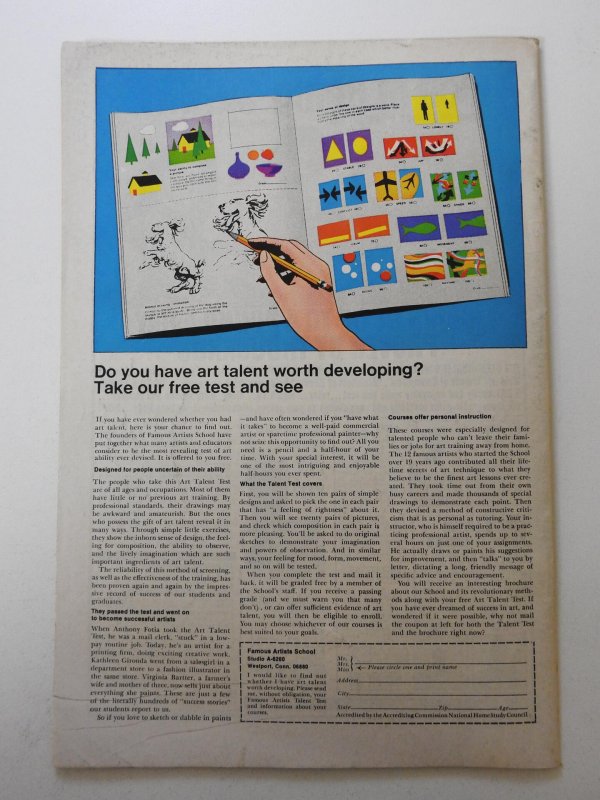 Your sense of design
Your ability to compose
a picture
Do you have art talent worth developing?
Take our free test and see
If you have ever wondered whether you had
art talent, here is your chance to find out.
The founders of Famous Artists School have
put together what many artists and educators
consider to be the most revealing test of art
ability ever devised. It is offered to you free.
Designed for people uncertain of their ability
The people who take this Art Talent Test
are of all ages and occupations. Most of them
have little or no previous art training. By
professional standards, their drawings may
be awkward and amateurish. But the ones
who possess the gift of art talent reveal it in
many ways. Through simple little exercises,
they show the inborn sense of design, the feel-
ing for composition, the ability to observe,
and the lively imagination which are such
important ingredients of art talent.
The reliability of this method of screening,
as well as the effectiveness of the training, has
been proven again and again by the impres-
sive record of success of our students and
graduates.
They passed the test and went on
to become successful artists
When Anthony Fotia took the Art Talent
Test, he was a mail clerk, "stuck" in a low-
pay routine job. Today, he's an artist for a
printing firm, doing exciting creative work.
Kathleen Gironda went from a salesgirl in a
department store to a fashion illustrator in
the same store. Virginia Bartter, a farmer's
wife and mother of three, now sells just about
everything she paints. These are just a few
of the literally hundreds of "success stories"
our students report to us.
So if you love to sketch or dabble in paints
—and have often wondered if you "have what
it takes" to become a well-paid commercial
artist or sparetime professional painter—why
not seize this opportunity to find out? All you
need is a pencil and a half-hour of your
time. With your special interest, it will be
one of the most intriguing and enjoyable
half-hours you ever spent.
What the Talent Test covers
First, you will be shown ten pairs of simple
designs and asked to pick the one in each pair
that has "a feeling of rightness" about it.
Then you will see twenty pairs of pictures,
and check which composition in each pair is
more pleasing. You'll be asked to do original
sketches to demonstrate your imagination
and powers of observation. And in similar
ways, your feeling for mood, form, movement,
and so on will be tested.
When you complete the test and mail it
back, it will be graded free by a member of
the School's staff. If you receive a passing
grade (and we must warn you that many
don't), or can offer sufficient evidence of art
talent, you will then be eligible to enroll.
You may choose whichever of our courses is
best suited to your goals.
Courses offer personal instruction
These courses were especially designed for
talented people who can't leave their fami-
lies or jobs for art training away from home.
The 12 famous artists who started the School
over 19 years ago contributed all their life-
time secrets of art technique to what they
believe to be the finest art lessons ever cre-
ated. They took time out from their own
busy careers and made thousands of special
drawings to demonstrate each point. Then
they devised a method of constructive criti-
cism that is as personal as tutoring. Your in-
structor, who is himself required to be a prac-
ticing professional artist, spends up to sev-
eral hours on just one of your assignments.
He actually draws or paints his suggestions
for improvement, and then "talks" to you by
letter, dictating a long, friendly message of
specific advice and encouragement.
You will receive an interesting brochure
about our School and its revolutionary meth-
ods along with your free Art Talent Test. If
you have ever dreamed of success in art, and
wondered if it were possible, why not mail
the coupon at left for both the Talent Test
and the brochure right now?
Famous Artists School
Studio A-6260
Westport, Conn. 06880
I would like to find out
whether I have art talent
worth developing. Please send
me, without obligation, your
Famous Artists Talent Test
and information about your
courses.
Mr.
Mrs.
Miss
Please circle one and print name
Address
City
State Zip Age
Accredited by the Accrediting Commission National Home Study Council